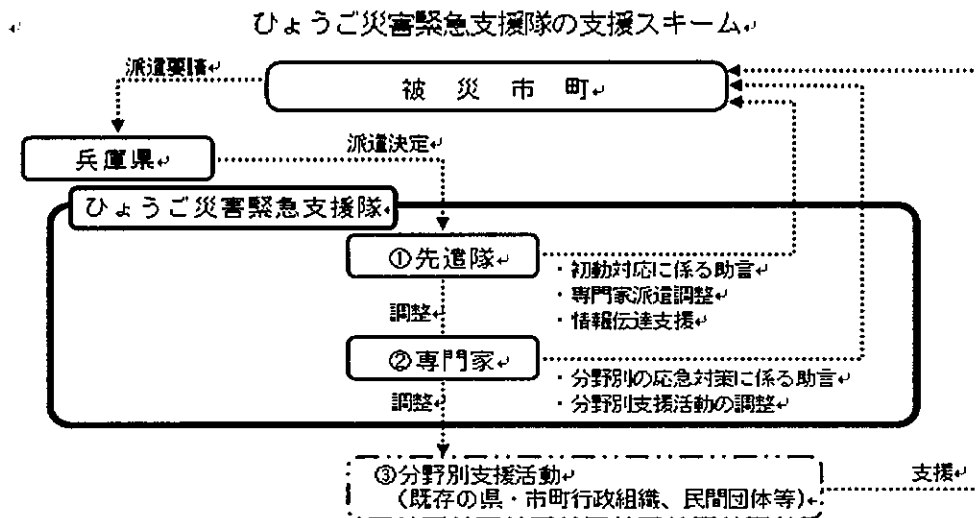 ひょうご災害緊急支援隊の支援スキーム
派遣要請
被災市町
兵庫県
派遣決定
ひょうご災害緊急支援隊
①先遣隊
・初動対応に係る助言
・専門家派遣調整
・情報伝達支援
調整
②専門家
・分野別の応急対策に係る助言
・分野別支援活動の調整
調整
③分野別支援活動
(既存の県・市町行政組織、民間団体等)
支援